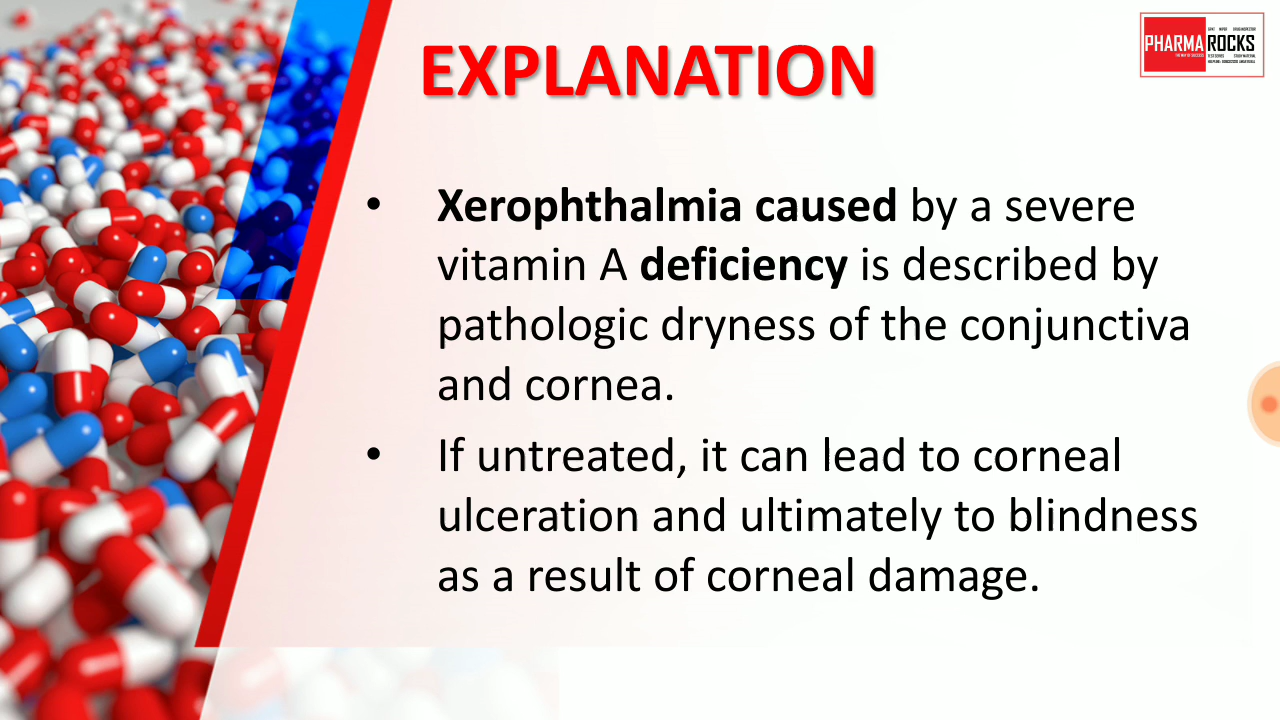 EXPLANATION
PHARMA ROCKS
• Xerophthalmia caused by a severe
vitamin A deficiency is described by
pathologic dryness of the conjunctiva
and cornea.
• If untreated, it can lead to corneal
ulceration and ultimately to blindness
as a result of corneal damage.